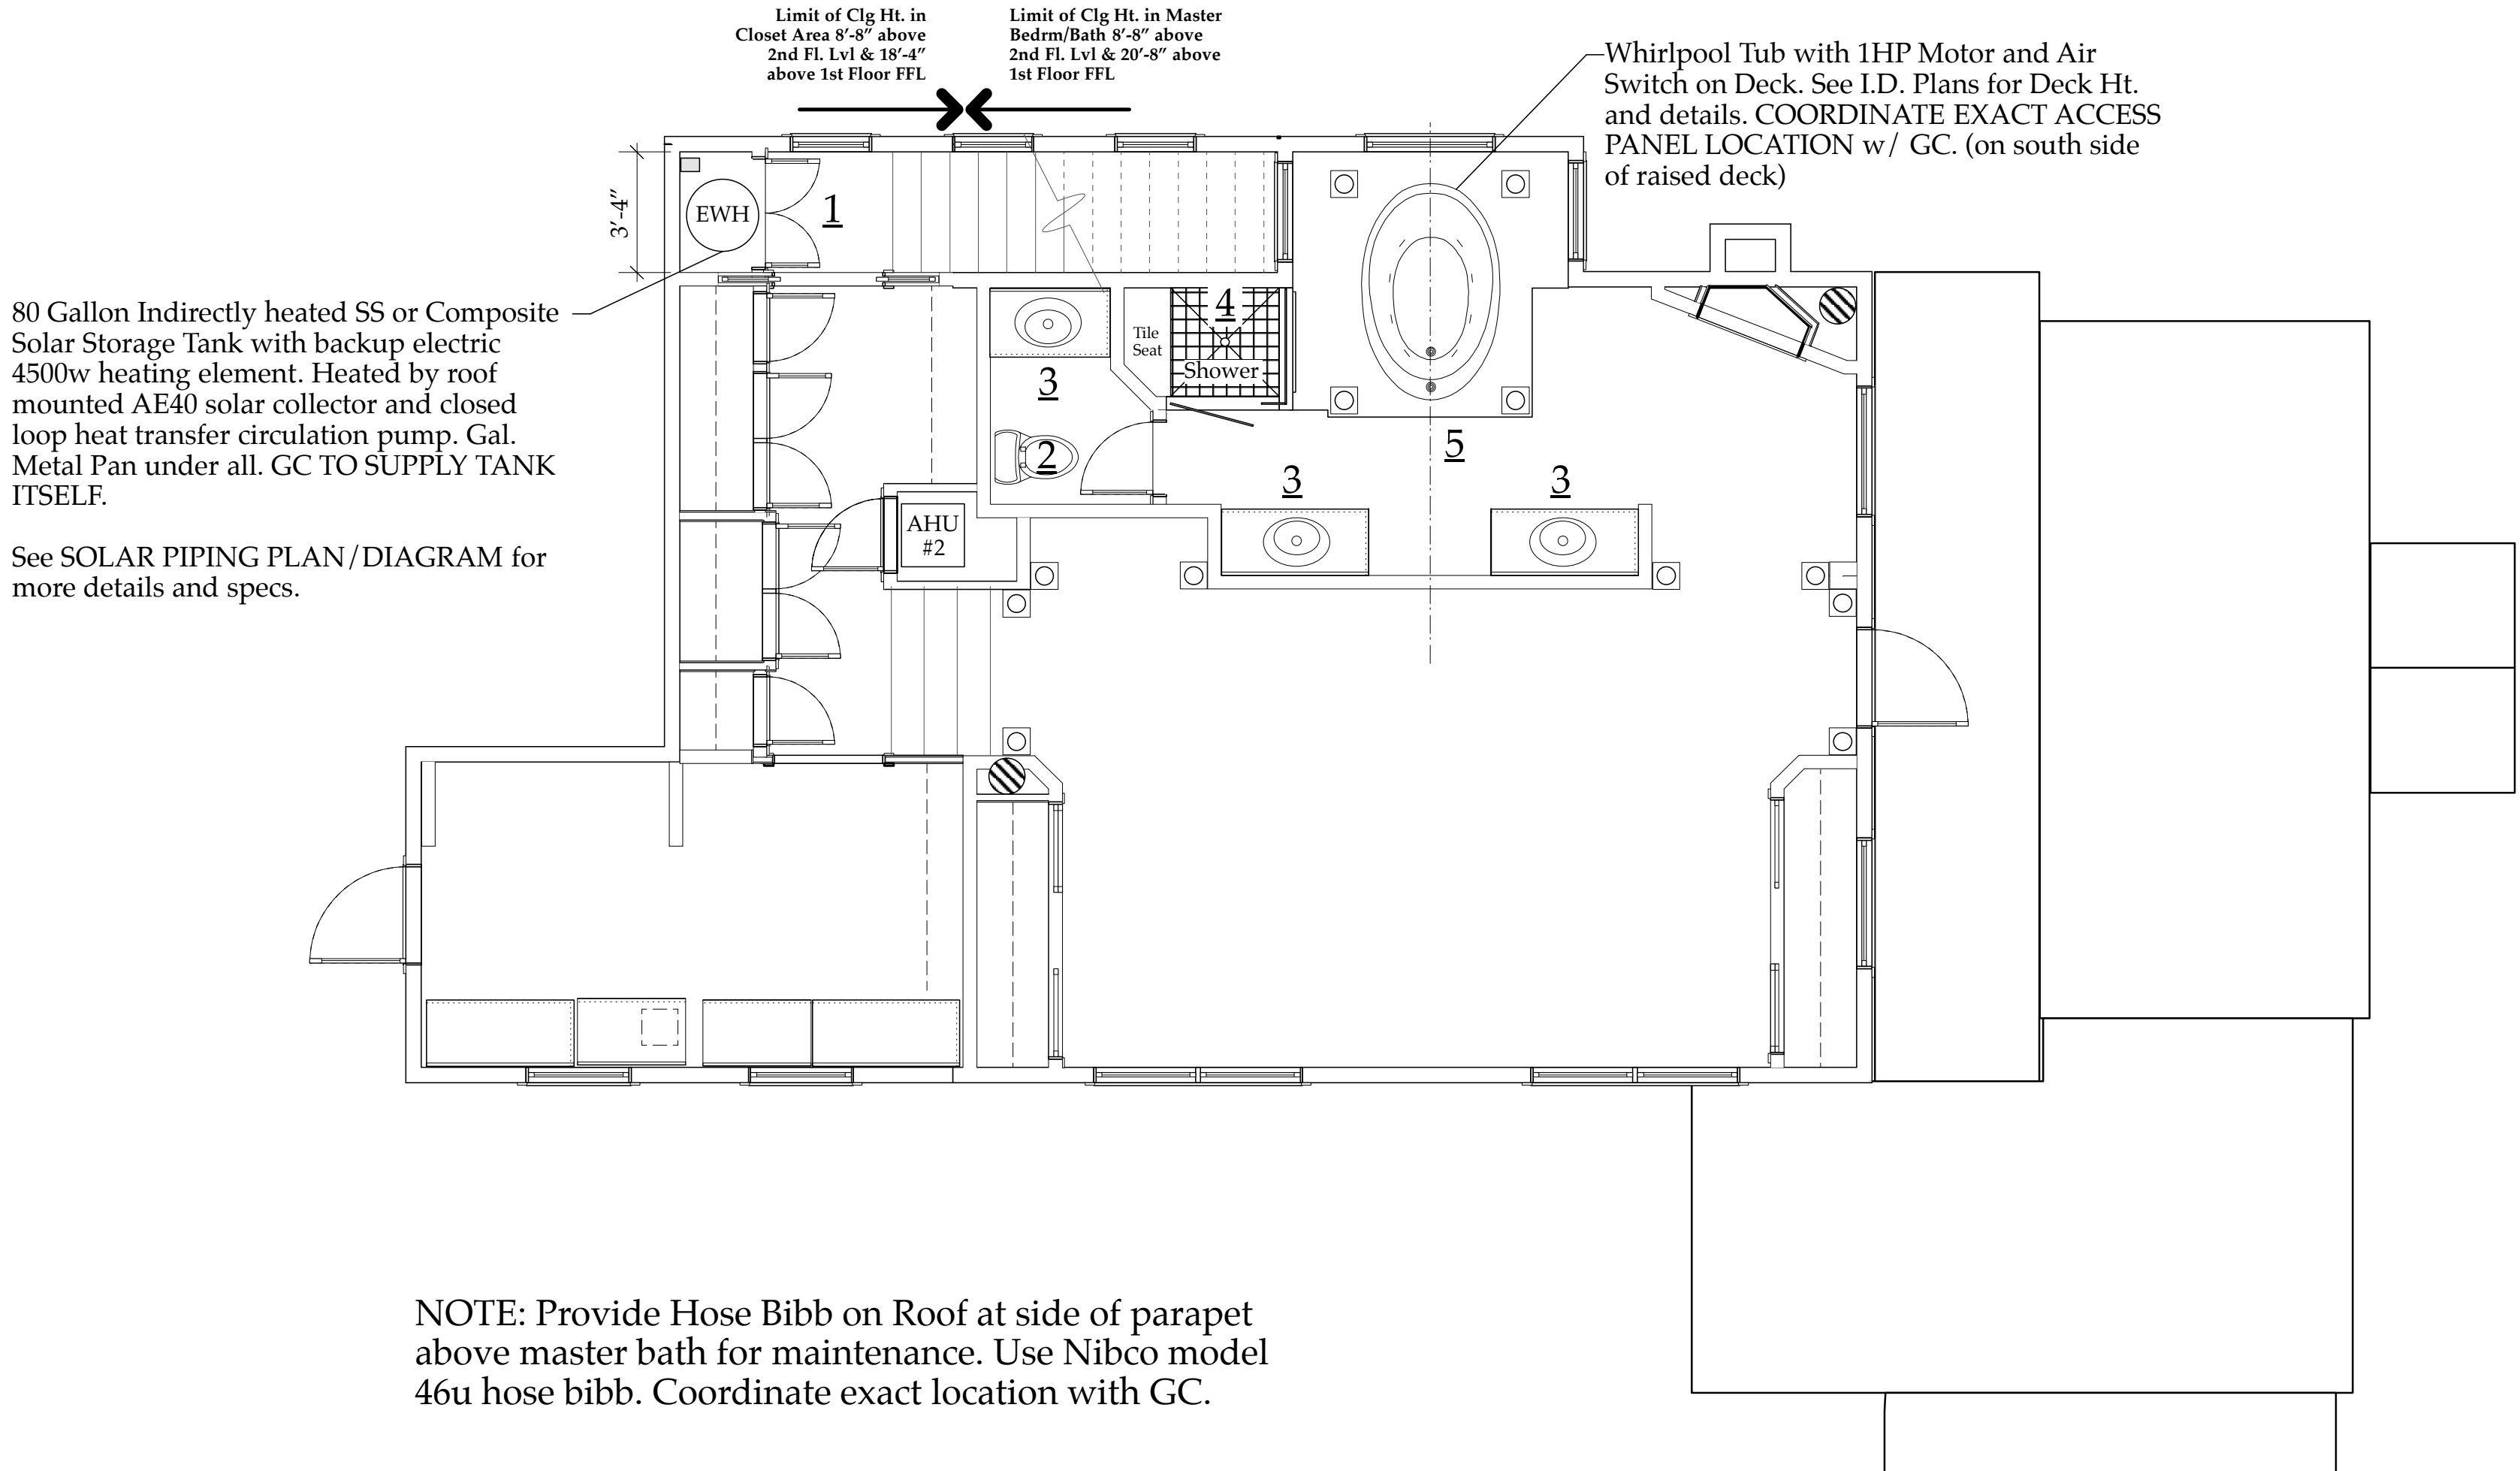 Limit of Clg Ht. in
Closet Area 8’-8” above
2nd Fl. Lvl & 18’-4”
above 1st Floor FFL
Limit of Clg Ht. in Master
Bedrm/Bath 8’-8” above
2nd Fl. Lvl & 20’-8” above
1st Floor FFL
Whirlpool Tub with 1HP Motor and Air
Switch on Deck. See I.D. Plans for Deck Ht.
and details. COORDINATE EXACT ACCESS
PANEL LOCATION w/ GC. (on south side
of raised deck)
3’-4”
EWH
1
80 Gallon Indirectly heated SS or Composite
Solar Storage Tank with backup electric
4500w heating element. Heated by roof
mounted AE40 solar collector and closed
loop heat transfer circulation pump. Gal.
Metal Pan under all. GC TO SUPPLY TANK
ITSELF.
See SOLAR PIPING PLAN/DIAGRAM for
more details and specs.
4
Tile
Seat
Shower
3
2
5
3
3
AHU
#2
NOTE: Provide Hose Bibb on Roof at side of parapet
above master bath for maintenance. Use Nibco model
46u hose bibb. Coordinate exact location with GC.